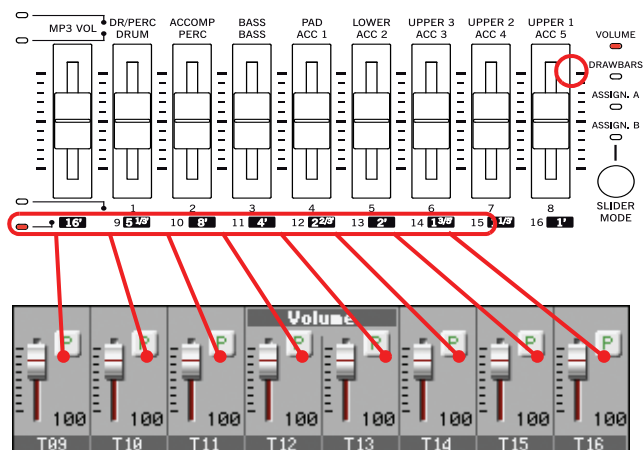 MP3 VOL
DR/PERC DRUM
ACCOMP PERC
BASS BASS
PAD ACC 1
LOWER ACC 2
UPPER 3 ACC 3
UPPER 2 ACC 4
UPPER 1 ACC 5
VOLUME
DRAWBARS
ASSIGN. A
ASSIGN. B
SLIDER MODE
1 2 3 4 5 6 7 8
16' 9 5 1/3' 10 8' 11 4' 12 2 2/3' 13 2' 14 1 3/5' 15 1/3' 16 1'
Volume
P P P P P P P P
100 100 100 100 100 100 100 100
T09 T10 T11 T12 T13 T14 T15 T16